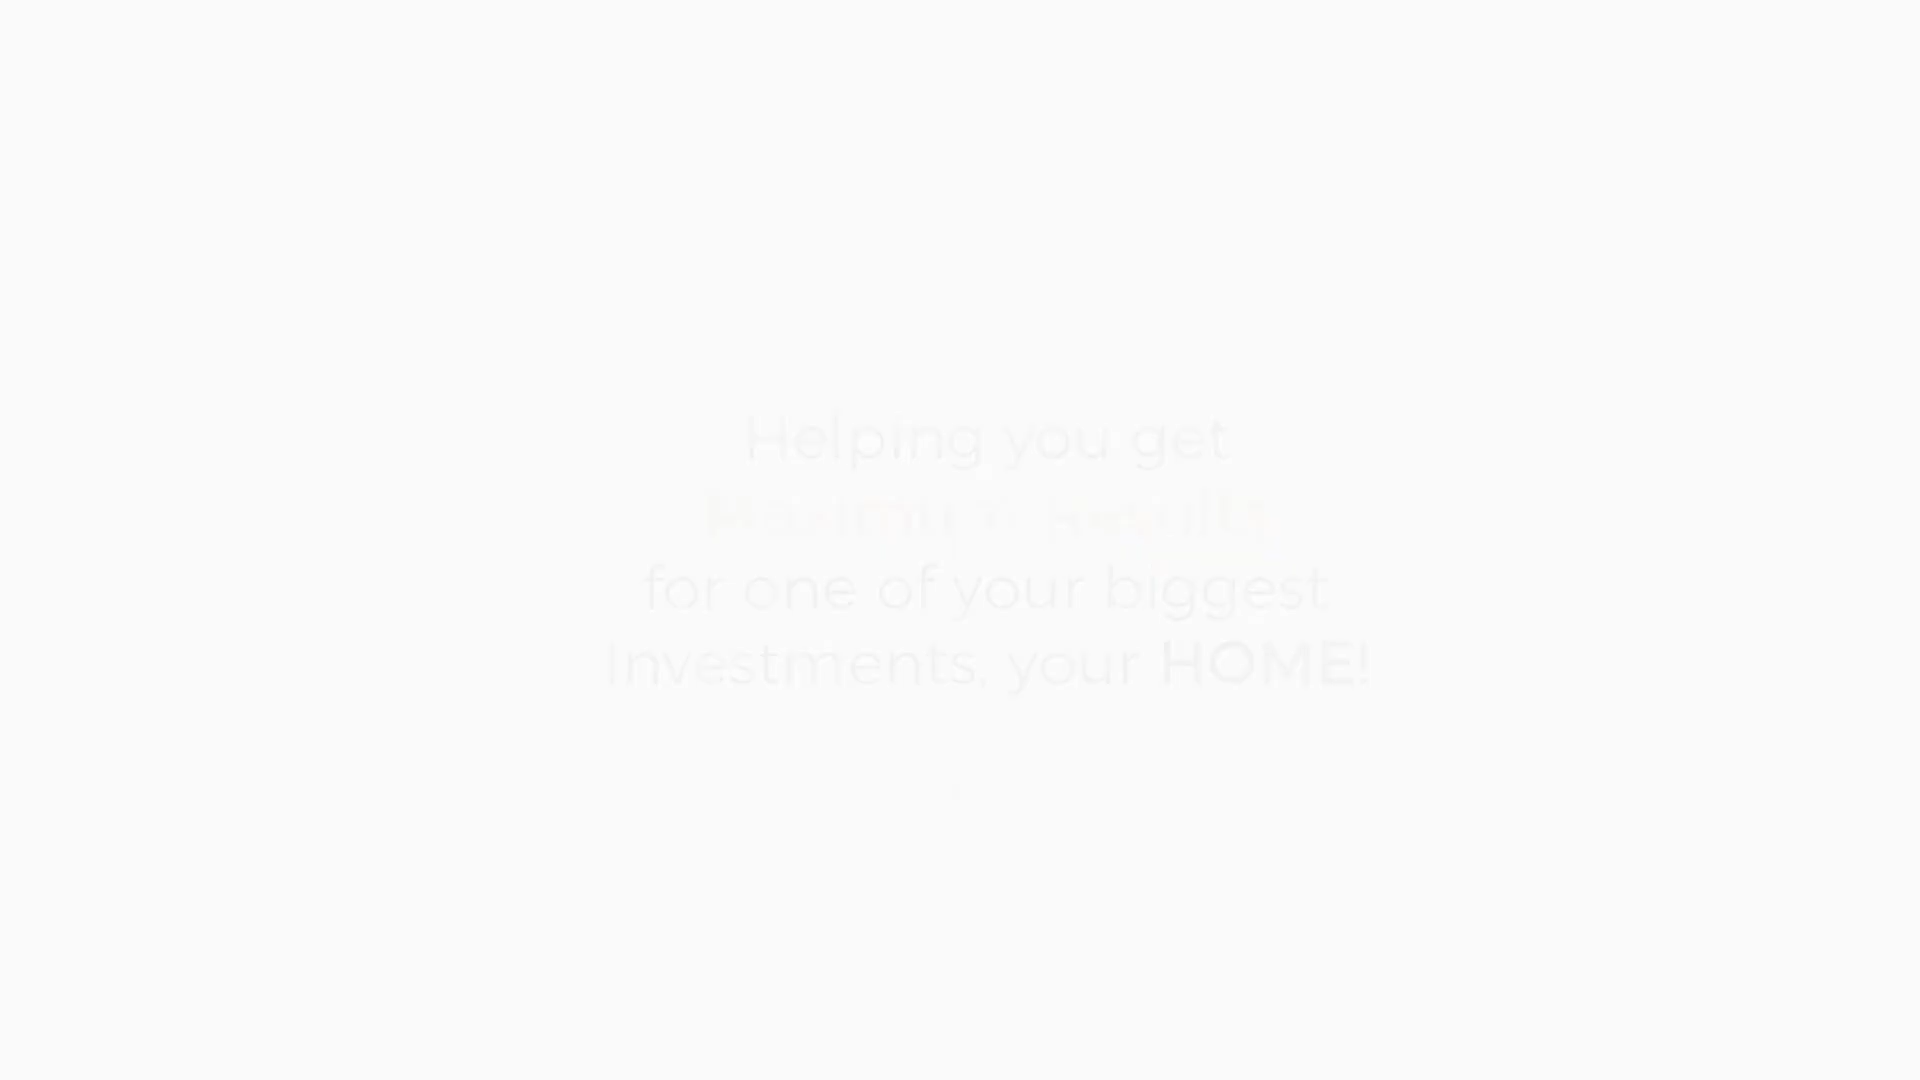 Helping you get
Maximum Results
for one of your biggest
Investments, your HOME!